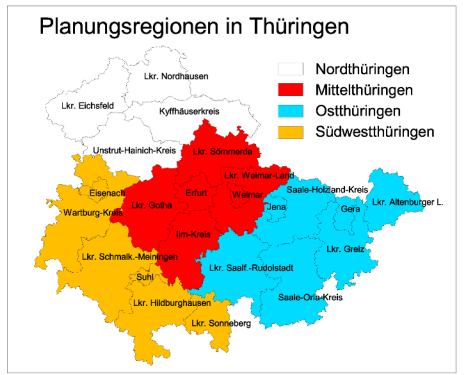 Planungsregionen in Thüringen
Nordthüringen
Mittelthüringen
Ostthüringen
Südwestthüringen
Lkr. Nordhausen
Lkr. Eichsfeld
Kyffhäuserkreis
Unstrut-Hainich-Kreis
Lkr. Sömmerda
Lkr. Weimar-Land
Eisenach
Erfurt
Weimar
Saale-Holzland-Kreis
Lkr. Altenburger L.
Wartburg-Kreis
Lkr. Gotha
Jena
Gera
Ilm-Kreis
Lkr. Greiz
Lkr. Schmalk.-Meiningen
Lkr. Saalf.-Rudolstadt
Suhl
Saale-Orla-Kreis
Lkr. Hildburghausen
Lkr. Sonneberg